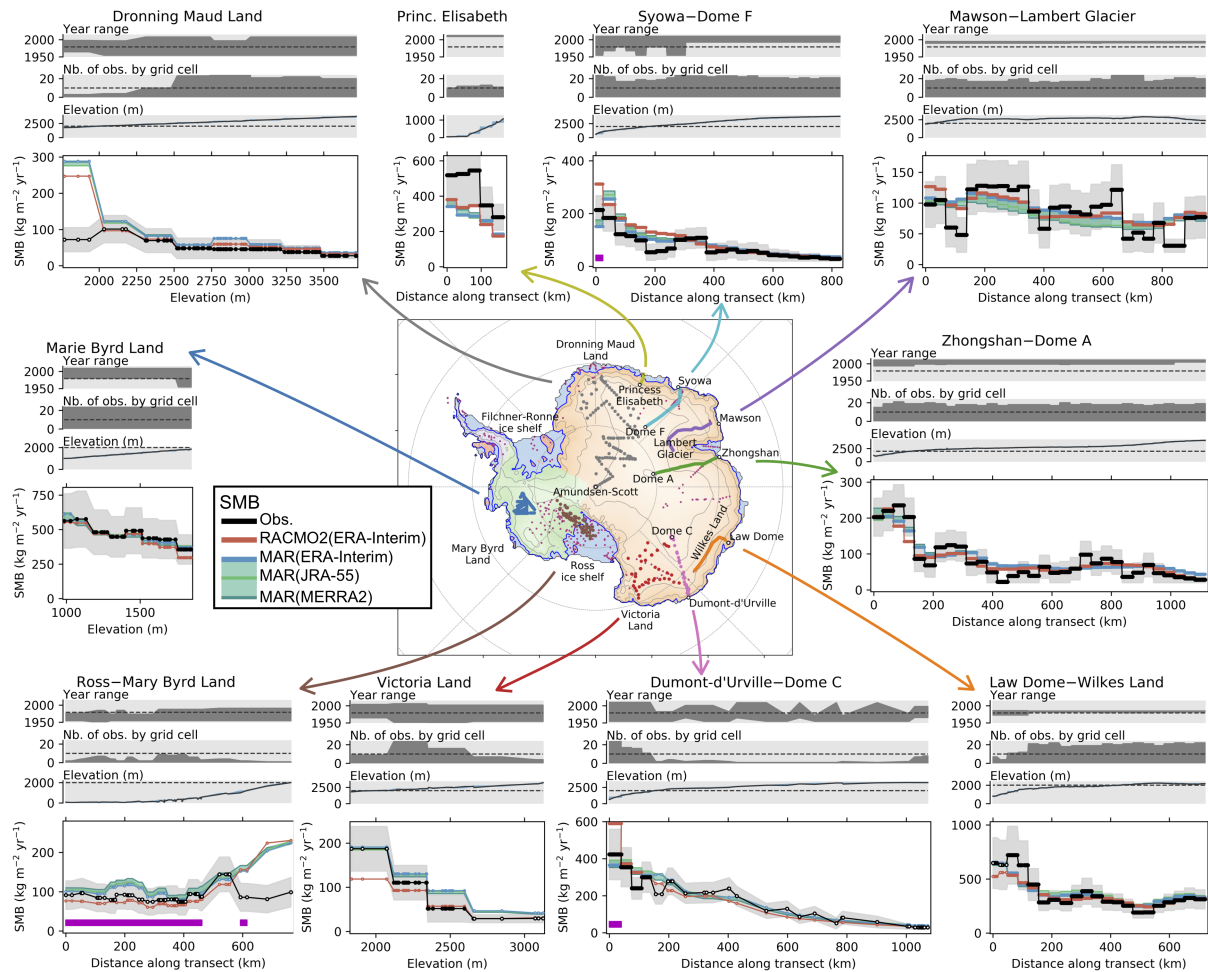 Dronning Maud Land
Year range
2000
1950
Nb. of obs. by grid cell
20
0
Elevation (m)
2500
0
SMB (kg m−2 yr−1)
300
200
100
0
2000 2250 2500 2750 3000 3250 3500
Elevation (m)
Princ. Elisabeth
2000
1950
20
0
1000
0
SMB (kg m−2 yr−1)
600
400
200
0
0 100
Distance along transect (km)
Syowa−Dome F
2000
1950
20
0
2500
0
SMB (kg m−2 yr−1)
400
200
0
0 200 400 600 800
Distance along transect (km)
Mawson−Lambert Glacier
Year range
2000
1950
Nb. of obs. by grid cell
20
0
Elevation (m)
2500
0
SMB (kg m−2 yr−1)
150
100
50
0
0 200 400 600 800
Distance along transect (km)
Marie Byrd Land
Year range
2000
1950
Nb. of obs. by grid cell
20
0
Elevation (m)
2000
0
SMB (kg m−2 yr−1)
750
500
250
0
1000 1500
Elevation (m)
SMB
Obs.
RACMO2(ERA-Interim)
MAR(ERA-Interim)
MAR(JRA-55)
MAR(MERRA2)
Dronning Maud
Land
Princess
Elisabeth
Syowa
Filchner-Ronne
ice shelf
Mawson
Dome F
Lambert
Glacier
Zhongshan
Dome A
Amundsen-Scott
Dome C
Wilkes Land
Law Dome
Mary Byrd
Land
Ross
ice shelf
Dumont-d'Urville
Victoria
Land
Zhongshan−Dome A
Year range
2000
1950
Nb. of obs. by grid cell
20
0
Elevation (m)
2500
0
SMB (kg m−2 yr−1)
300
200
100
0
0 200 400 600 800 1000
Distance along transect (km)
Ross−Mary Byrd Land
Year range
2000
1950
Nb. of obs. by grid cell
20
0
Elevation (m)
2000
0
SMB (kg m−2 yr−1)
200
100
0
0 200 400 600
Distance along transect (km)
Victoria Land
Year range
2000
1950
Nb. of obs. by grid cell
20
0
Elevation (m)
2500
0
SMB (kg m−2 yr−1)
200
100
0
2000 2500 3000
Elevation (m)
Dumont-d'Urville−Dome C
Year range
2000
1950
Nb. of obs. by grid cell
20
0
Elevation (m)
2500
0
SMB (kg m−2 yr−1)
600
400
200
0
0 200 400 600 800 1000
Distance along transect (km)
Law Dome−Wilkes Land
Year range
2000
1950
Nb. of obs. by grid cell
20
0
Elevation (m)
2000
0
SMB (kg m−2 yr−1)
1000
500
0
0 200 400 600
Distance along transect (km)